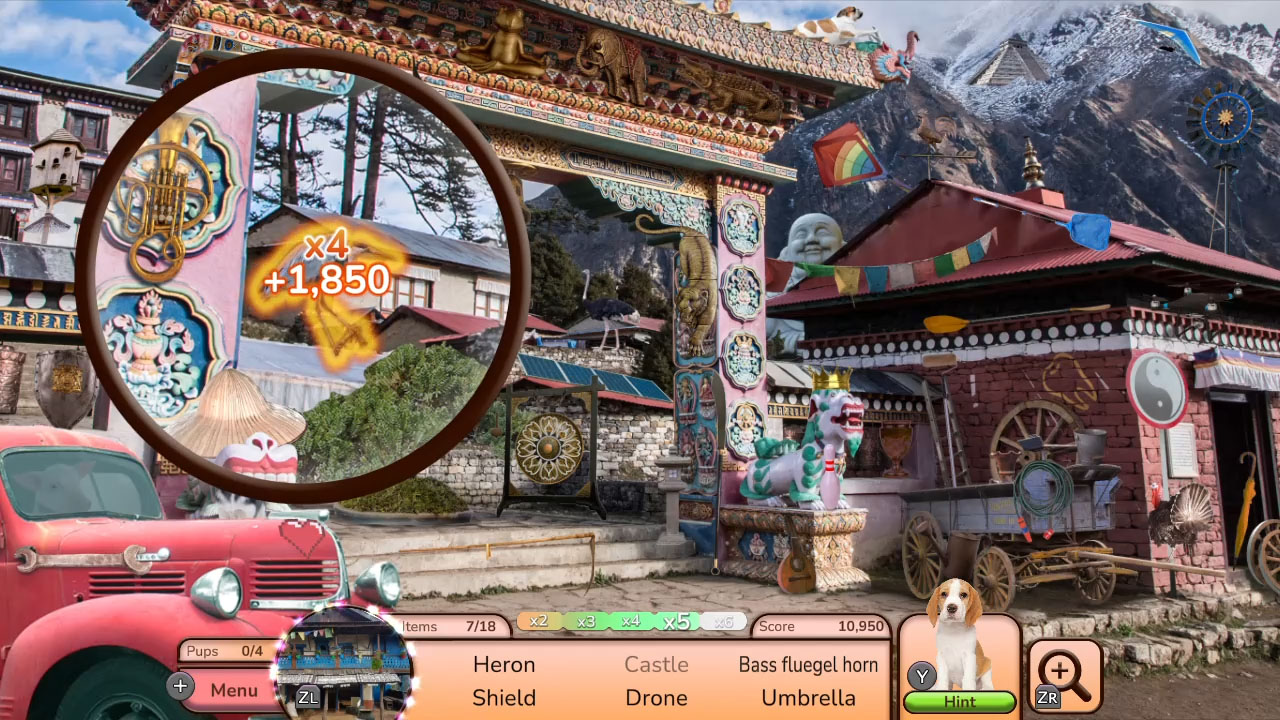 x4
+1,850
x2 x3 x4 x5 x6
Items 7/18
Score 10,950
Pups 0/4
+ Menu
ZL
Heron Castle Bass fluegel horn
Shield Drone Umbrella
Y
Hint
ZR